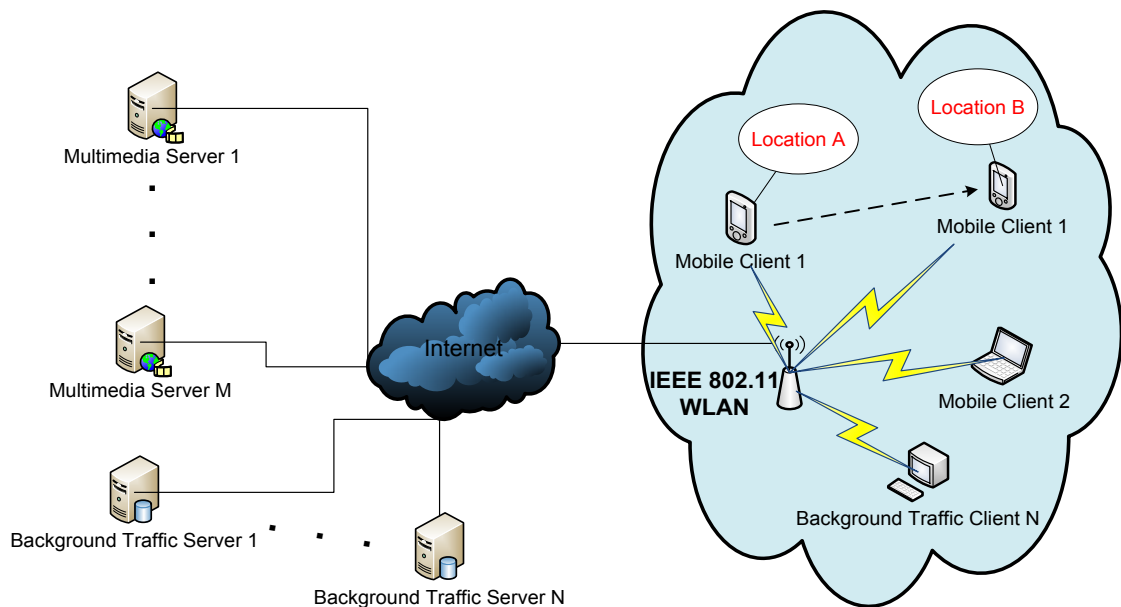 Multimedia Server 1
Multimedia Server M
Background Traffic Server 1
Background Traffic Server N
Internet
IEEE 802.11
WLAN
Location A
Location B
Mobile Client 1
Mobile Client 1
Mobile Client 2
Background Traffic Client N